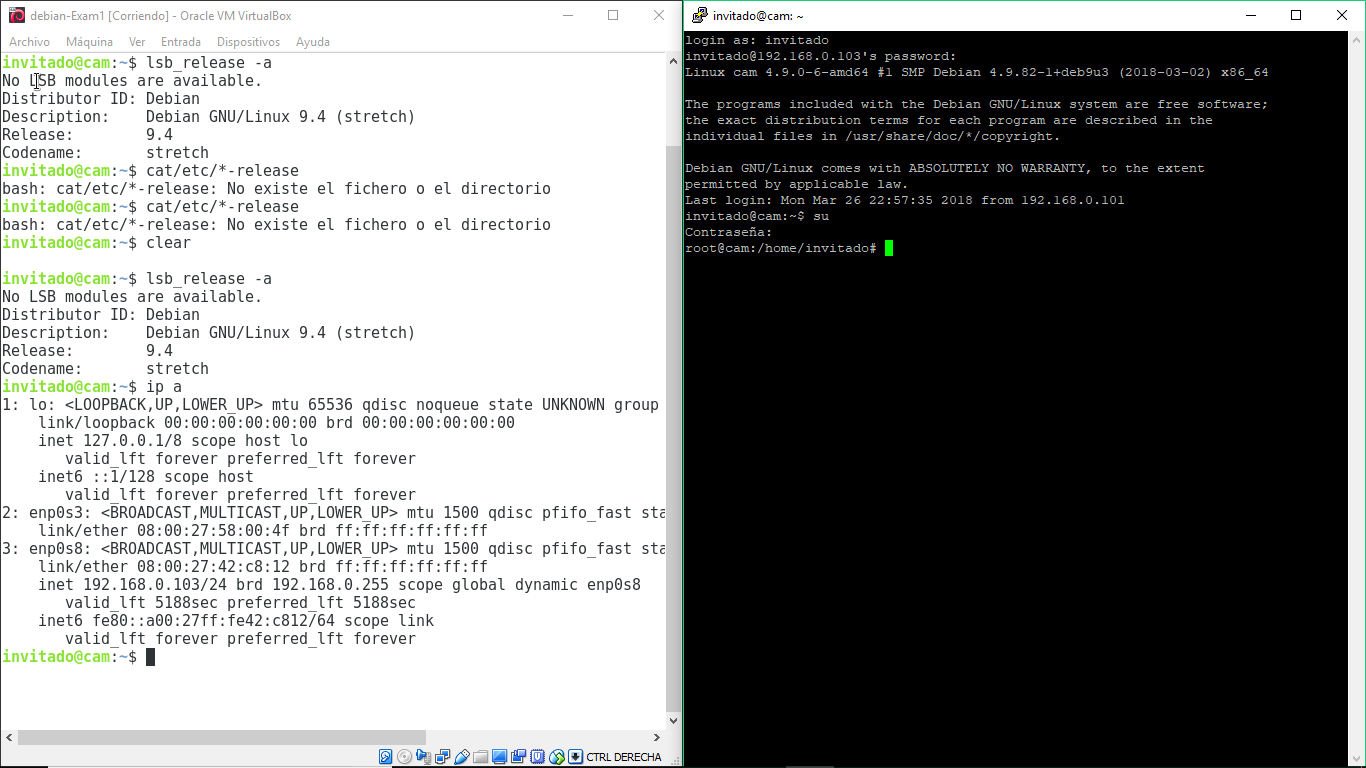 debian-Exam1 [Corriendo] - Oracle VM VirtualBox
Archivo Máquina Ver Entrada Dispositivos Ayuda
invitado@cam:~$ lsb_release -a
No LSB modules are available.
Distributor ID: Debian
Description:    Debian GNU/Linux 9.4 (stretch)
Release:        9.4
Codename:       stretch
invitado@cam:~$ cat/etc/*-release
bash: cat/etc/*-release: No existe el fichero o el directorio
invitado@cam:~$ cat/etc/*-release
bash: cat/etc/*-release: No existe el fichero o el directorio
invitado@cam:~$ clear
invitado@cam:~$ lsb_release -a
No LSB modules are available.
Distributor ID: Debian
Description:    Debian GNU/Linux 9.4 (stretch)
Release:        9.4
Codename:       stretch
invitado@cam:~$ ip a
1: lo: <LOOPBACK,UP,LOWER_UP> mtu 65536 qdisc noqueue state UNKNOWN group
    link/loopback 00:00:00:00:00:00 brd 00:00:00:00:00:00
    inet 127.0.0.1/8 scope host lo
       valid_lft forever preferred_lft forever
    inet6 ::1/128 scope host
       valid_lft forever preferred_lft forever
2: enp0s3: <BROADCAST,MULTICAST,UP,LOWER_UP> mtu 1500 qdisc pfifo_fast sta
    link/ether 08:00:27:58:00:4f brd ff:ff:ff:ff:ff:ff
3: enp0s8: <BROADCAST,MULTICAST,UP,LOWER_UP> mtu 1500 qdisc pfifo_fast sta
    link/ether 08:00:27:42:c8:12 brd ff:ff:ff:ff:ff:ff
    inet 192.168.0.103/24 brd 192.168.0.255 scope global dynamic enp0s8
       valid_lft 5188sec preferred_lft 5188sec
    inet6 fe80::a00:27ff:fe42:c812/64 scope link
       valid_lft forever preferred_lft forever
invitado@cam:~$
CTRL DERECHA
invitado@cam: ~
login as: invitado
invitado@192.168.0.103's password:
Linux cam 4.9.0-6-amd64 #1 SMP Debian 4.9.82-1+deb9u3 (2018-03-02) x86_64
The programs included with the Debian GNU/Linux system are free software;
the exact distribution terms for each program are described in the
individual files in /usr/share/doc/*/copyright.
Debian GNU/Linux comes with ABSOLUTELY NO WARRANTY, to the extent
permitted by applicable law.
Last login: Mon Mar 26 22:57:35 2018 from 192.168.0.101
invitado@cam:~$ su
Contraseña:
root@cam:/home/invitado#